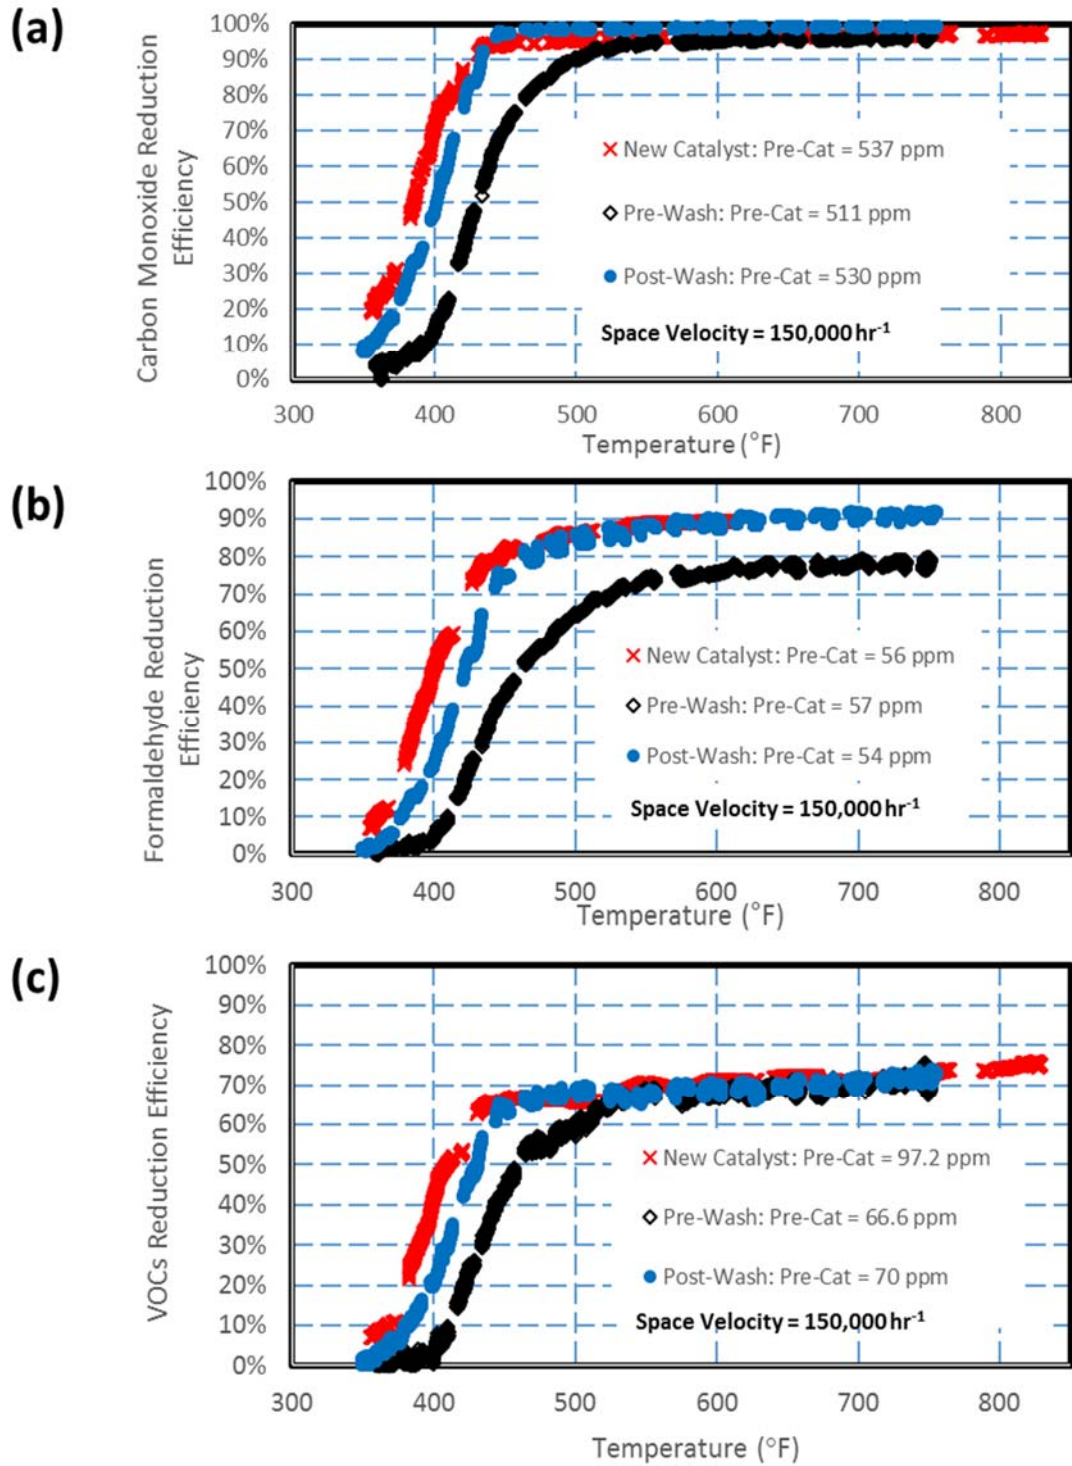 (a)
100%
90%
80%
70%
60%
50%
40%
30%
20%
10%
0%
Carbon Monoxide Reduction
Efficiency
New Catalyst: Pre-Cat = 537 ppm
Pre-Wash: Pre-Cat = 511 ppm
Post-Wash: Pre-Cat = 530 ppm
Space Velocity = 150,000 hr⁻¹
300 400 500 600 700 800
Temperature (°F)
(b)
100%
90%
80%
70%
60%
50%
40%
30%
20%
10%
0%
Formaldehyde Reduction
Efficiency
New Catalyst: Pre-Cat = 56 ppm
Pre-Wash: Pre-Cat = 57 ppm
Post-Wash: Pre-Cat = 54 ppm
Space Velocity = 150,000 hr⁻¹
300 400 500 600 700 800
Temperature (°F)
(c)
100%
90%
80%
70%
60%
50%
40%
30%
20%
10%
0%
VOCs Reduction Efficiency
New Catalyst: Pre-Cat = 97.2 ppm
Pre-Wash: Pre-Cat = 66.6 ppm
Post-Wash: Pre-Cat = 70 ppm
Space Velocity = 150,000 hr⁻¹
300 400 500 600 700 800
Temperature (°F)